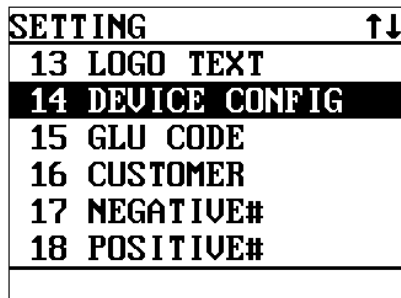 SETTING ↑↓
13 LOGO TEXT
14 DEVICE CONFIG
15 GLU CODE
16 CUSTOMER
17 NEGATIVE#
18 POSITIVE#